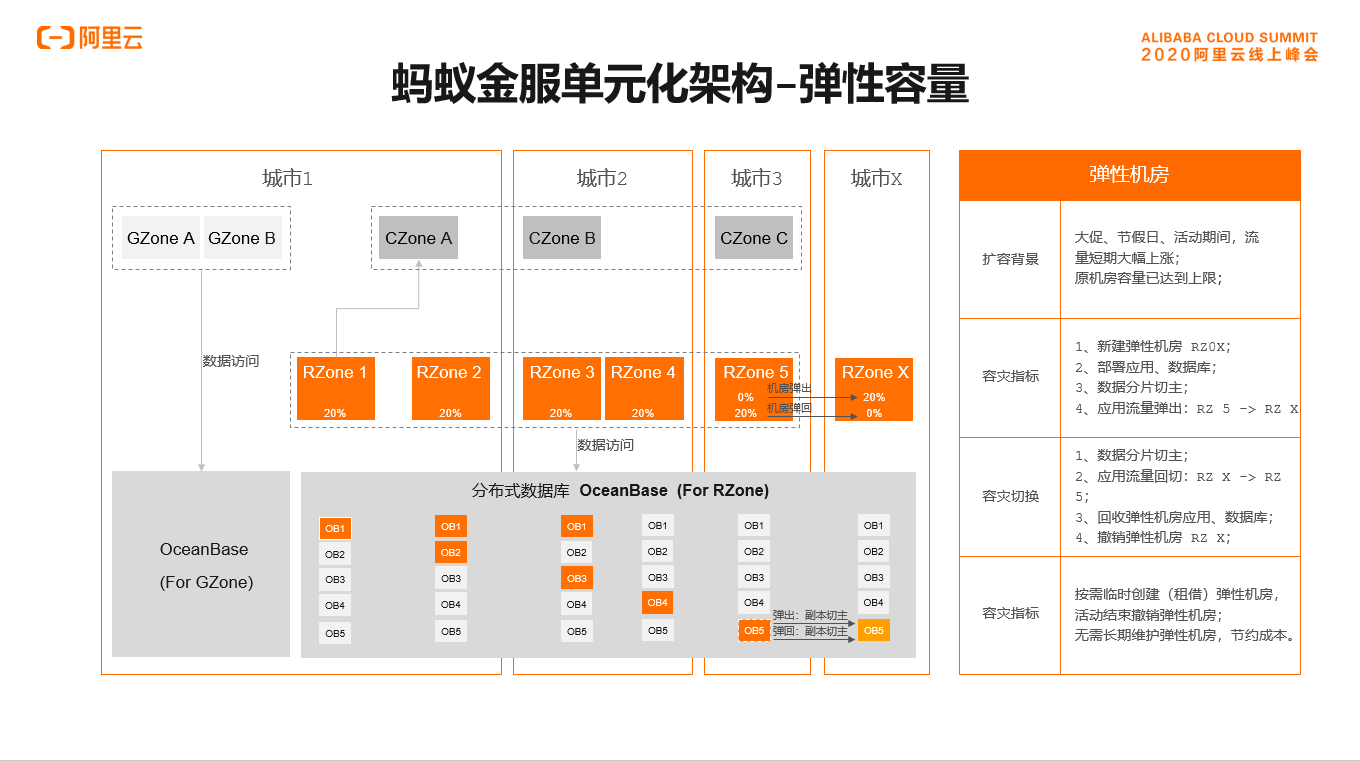 阿里云
ALIBABA CLOUD SUMMIT
2020阿里云线上峰会
蚂蚁金服单元化架构-弹性容量
城市1
城市2
城市3
城市X
GZone A
GZone B
CZone A
CZone B
CZone C
数据访问
RZone 1
20%
RZone 2
20%
RZone 3
20%
RZone 4
20%
RZone 5
0%
20%
机房弹出
机房弹回
RZone X
20%
0%
数据访问
OceanBase
(For GZone)
分布式数据库 OceanBase (For RZone)
OB1
OB2
OB3
OB4
OB5
OB1
OB2
OB3
OB4
OB5
OB1
OB2
OB3
OB4
OB5
OB1
OB2
OB3
OB4
OB5
OB1
OB2
OB3
OB4
OB5
弹出：副本切主
弹回：副本切主
OB1
OB2
OB3
OB4
OB5
弹性机房
扩容背景
大促、节假日、活动期间，流
量短期大幅上涨；
原机房容量已达到上限；
容灾指标
1、新建弹性机房 RZ0X；
2、部署应用、数据库；
3、数据分片切主；
4、应用流量弹出：RZ 5 -> RZ X
容灾切换
1、数据分片切主；
2、应用流量回切：RZ X -> RZ
5；
3、回收弹性机房应用、数据库；
4、撤销弹性机房 RZ X；
容灾指标
按需临时创建（租借）弹性机房，
活动结束撤销弹性机房；
无需长期维护弹性机房，节约成本。